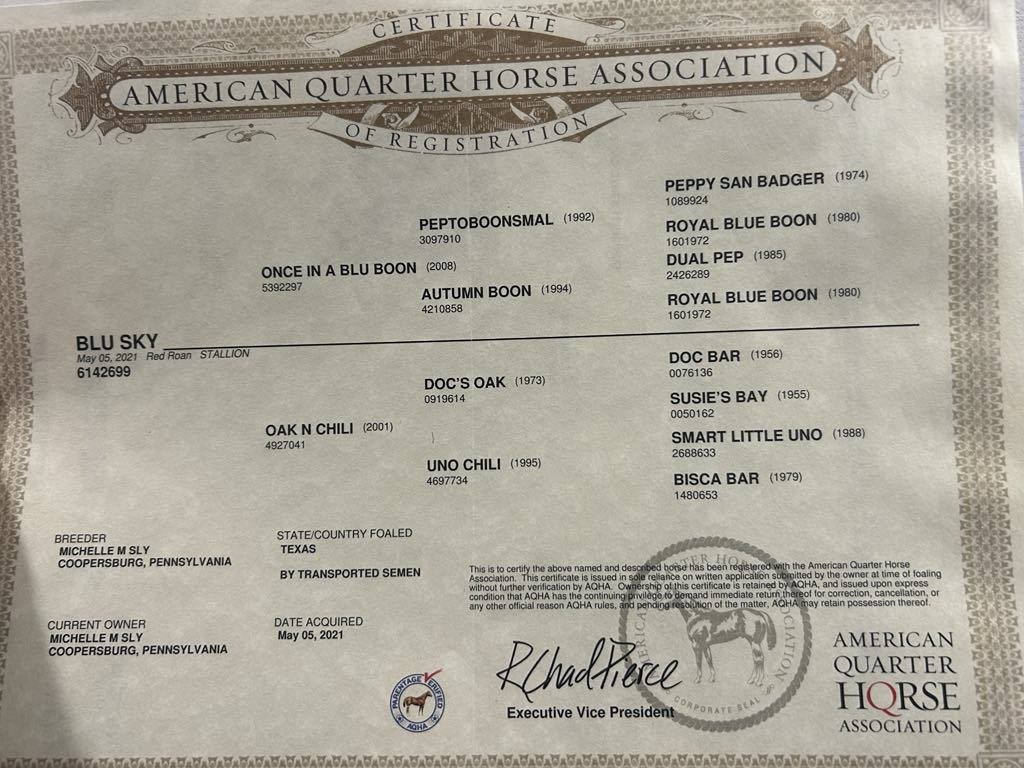 CERTIFICATE
AMERICAN QUARTER HORSE ASSOCIATION
OF REGISTRATION
PEPPY SAN BADGER (1974)
1089924
PEPTOBOONSMAL (1992)
3097910
ROYAL BLUE BOON (1980)
1601972
ONCE IN A BLU BOON (2008)
5392297
DUAL PEP (1985)
2426289
AUTUMN BOON (1994)
4210858
ROYAL BLUE BOON (1980)
1601972
BLU SKY
May 05, 2021 Red Roan STALLION
6142699
DOC BAR (1956)
0076136
DOC'S OAK (1973)
0919614
SUSIE'S BAY (1955)
0050162
OAK N CHILI (2001)
4927041
SMART LITTLE UNO (1988)
2688633
UNO CHILI (1995)
4697734
BISCA BAR (1979)
1480653
BREEDER
MICHELLE M SLY
COOPERSBURG, PENNSYLVANIA
STATE/COUNTRY FOALED
TEXAS
BY TRANSPORTED SEMEN
CURRENT OWNER
MICHELLE M SLY
COOPERSBURG, PENNSYLVANIA
DATE ACQUIRED
May 05, 2021
This is to certify the above named and described horse has been registered with the American Quarter Horse
Association. This certificate is issued in sole reliance on written application submitted by the owner at time of foaling
without further verification by AQHA. Ownership of this certificate is retained by AQHA, and issued upon express
condition that AQHA has the continuing privilege to demand immediate return thereof for correction, cancellation, or
any other official reason AQHA rules, and pending resolution of the matter, AQHA may retain possession thereof.
PARENTAGE VERIFIED
AQHA
R Chad Pierce
Executive Vice President
AMERICAN QUARTER HORSE ASSOCIATION
CORPORATE SEAL
AMERICAN
QUARTER
HORSE
ASSOCIATION